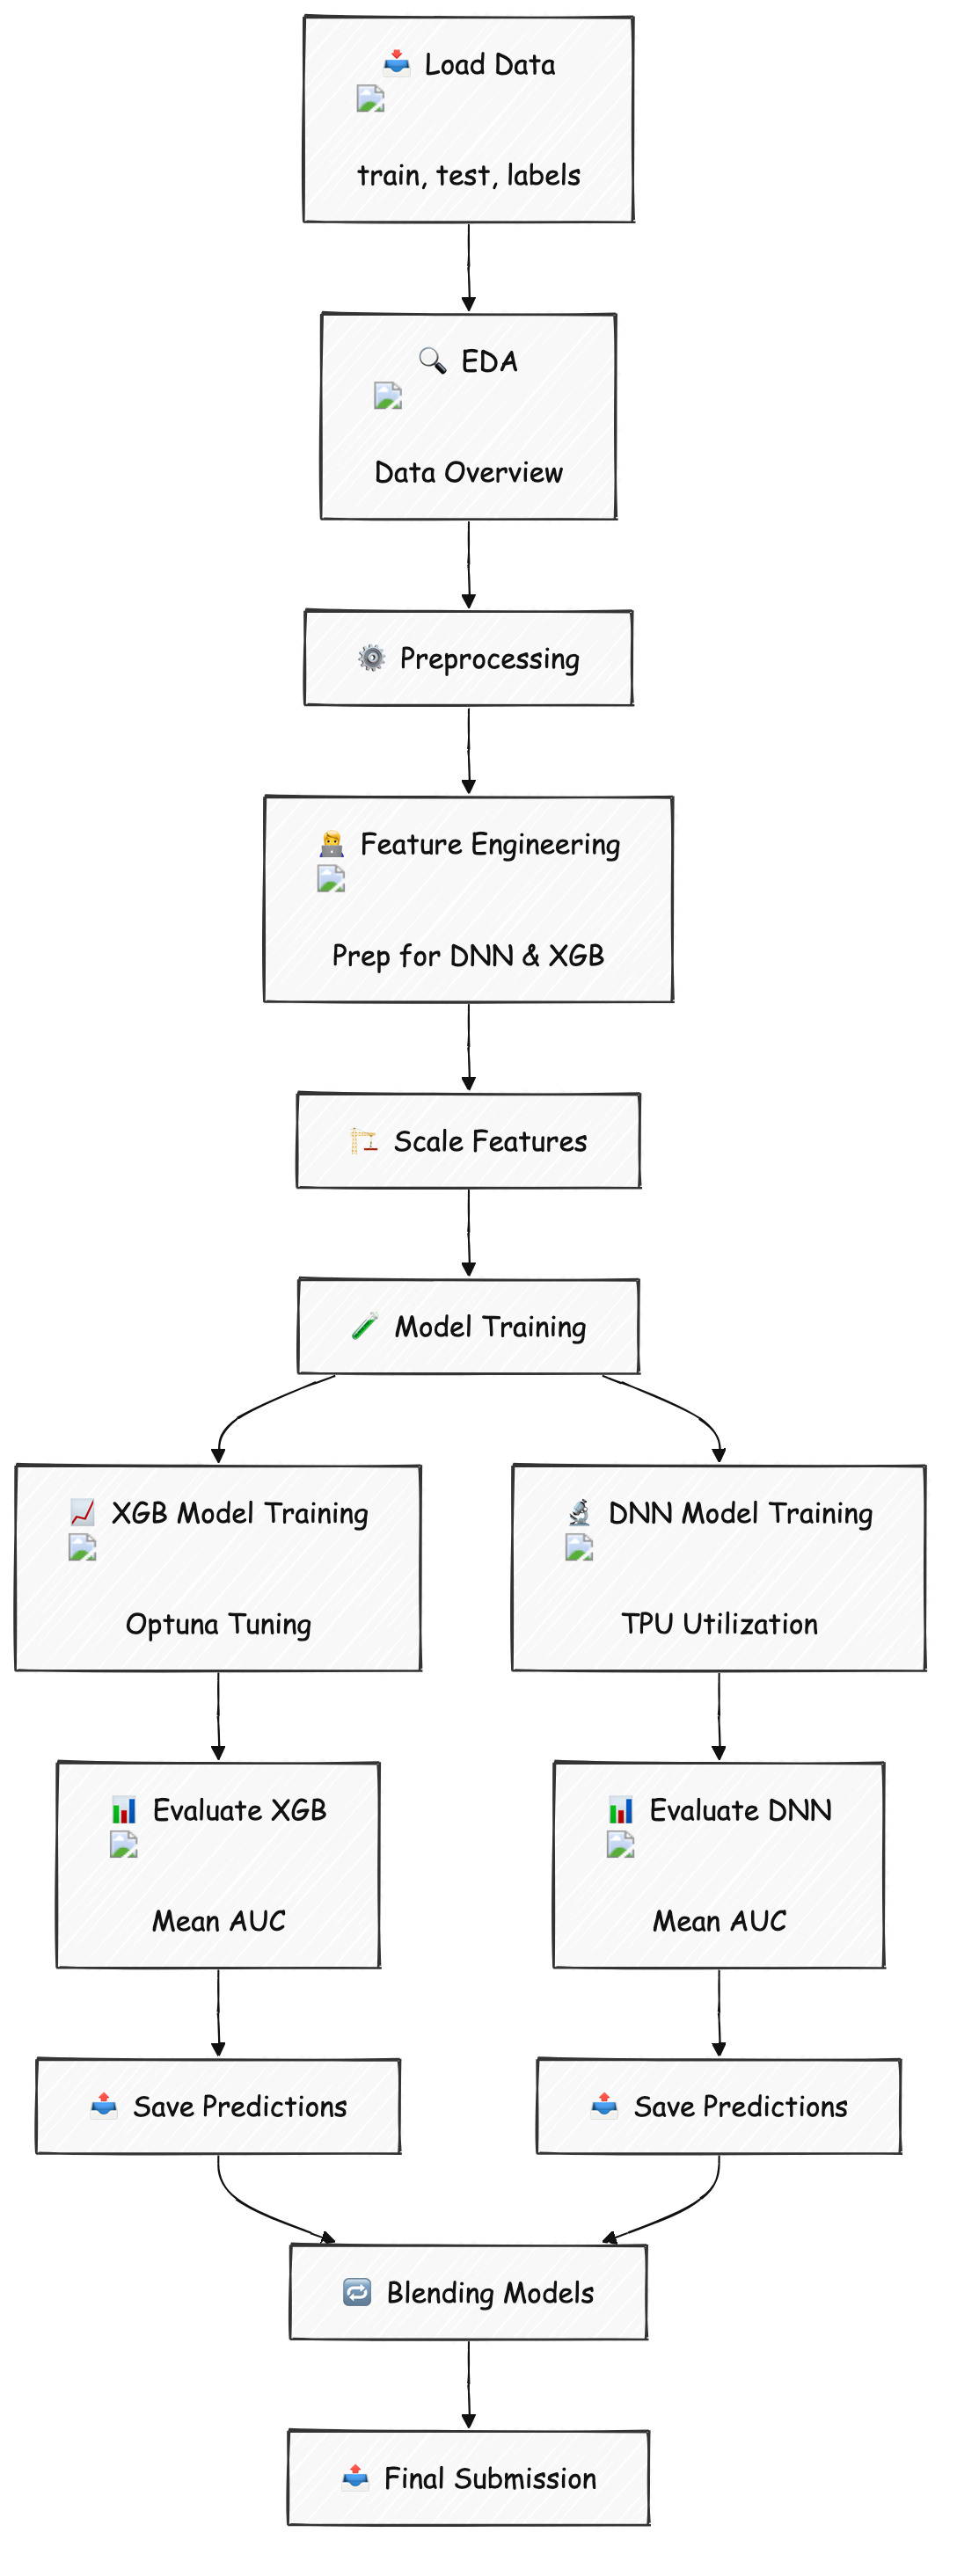 Load Data
train, test, labels
EDA
Data Overview
Preprocessing
Feature Engineering
Prep for DNN & XGB
Scale Features
Model Training
XGB Model Training
Optuna Tuning
DNN Model Training
TPU Utilization
Evaluate XGB
Mean AUC
Evaluate DNN
Mean AUC
Save Predictions
Save Predictions
Blending Models
Final Submission